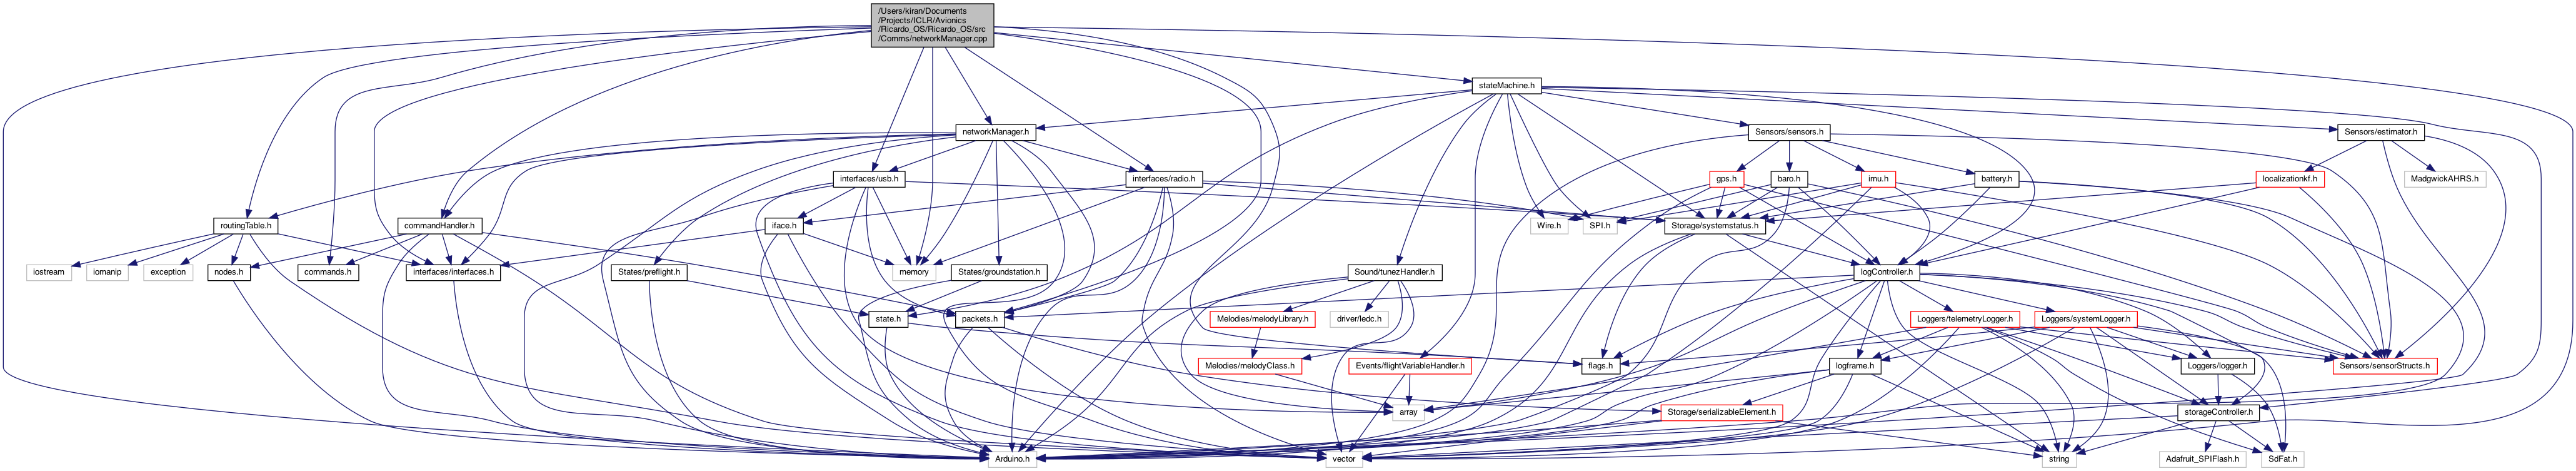 /Users/kiran/Documents
/Projects/ICLR/Avionics
/Ricardo_OS/Ricardo_OS/src
/Comms/networkManager.cpp
stateMachine.h
networkManager.h
Sensors/sensors.h
Sensors/estimator.h
interfaces/usb.h
interfaces/radio.h
gps.h
baro.h
imu.h
battery.h
localizationkf.h
MadgwickAHRS.h
routingTable.h
commandHandler.h
iface.h
Storage/systemstatus.h
Wire.h
SPI.h
iostream
iomanip
exception
nodes.h
commands.h
interfaces/interfaces.h
States/preflight.h
memory
States/groundstation.h
Sound/tunezHandler.h
logController.h
state.h
packets.h
Melodies/melodyLibrary.h
driver/ledc.h
Loggers/telemetryLogger.h
Loggers/systemLogger.h
Melodies/melodyClass.h
Events/flightVariableHandler.h
flags.h
logframe.h
Loggers/logger.h
Sensors/sensorStructs.h
array
Storage/serializableElement.h
storageController.h
Arduino.h
vector
string
Adafruit_SPIFlash.h
SdFat.h